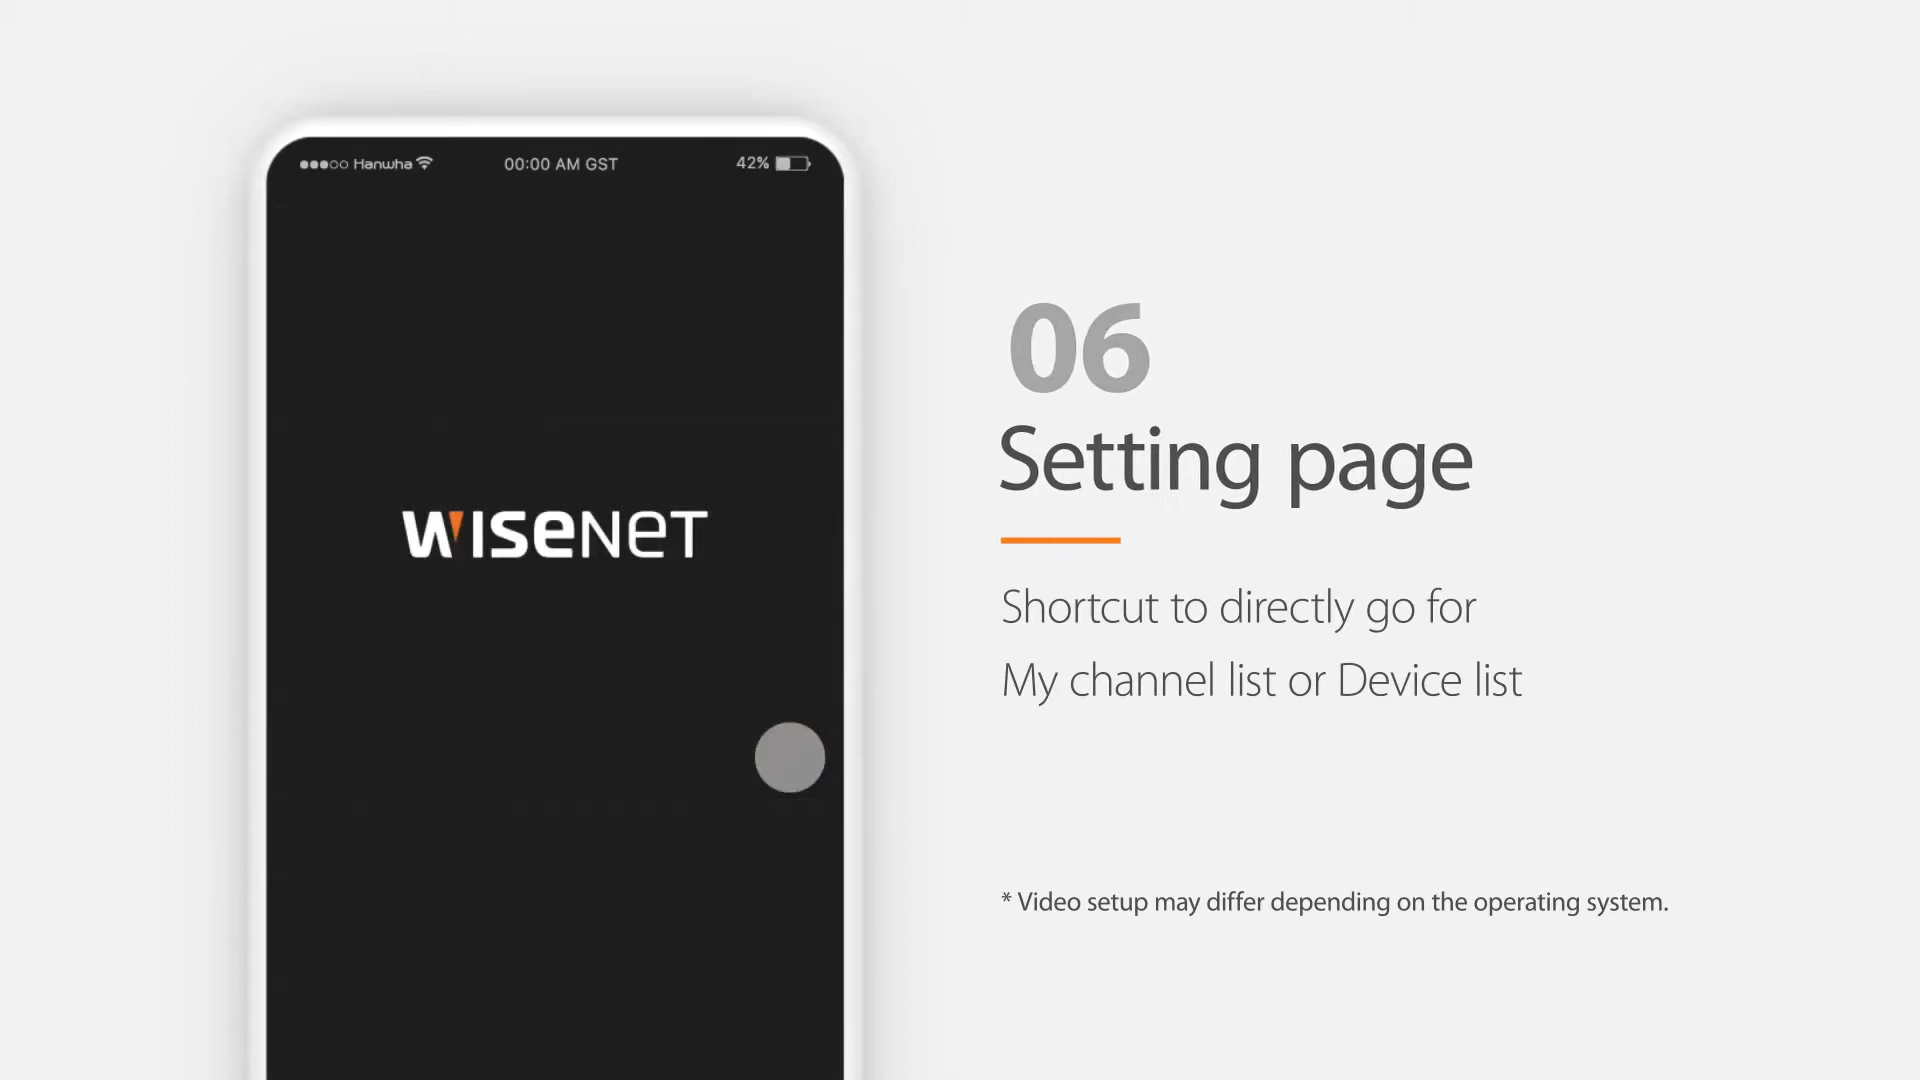 Hanwha 00:00 AM GST 42%
WISENET
06
Setting page
Shortcut to directly go for
My channel list or Device list
* Video setup may differ depending on the operating system.